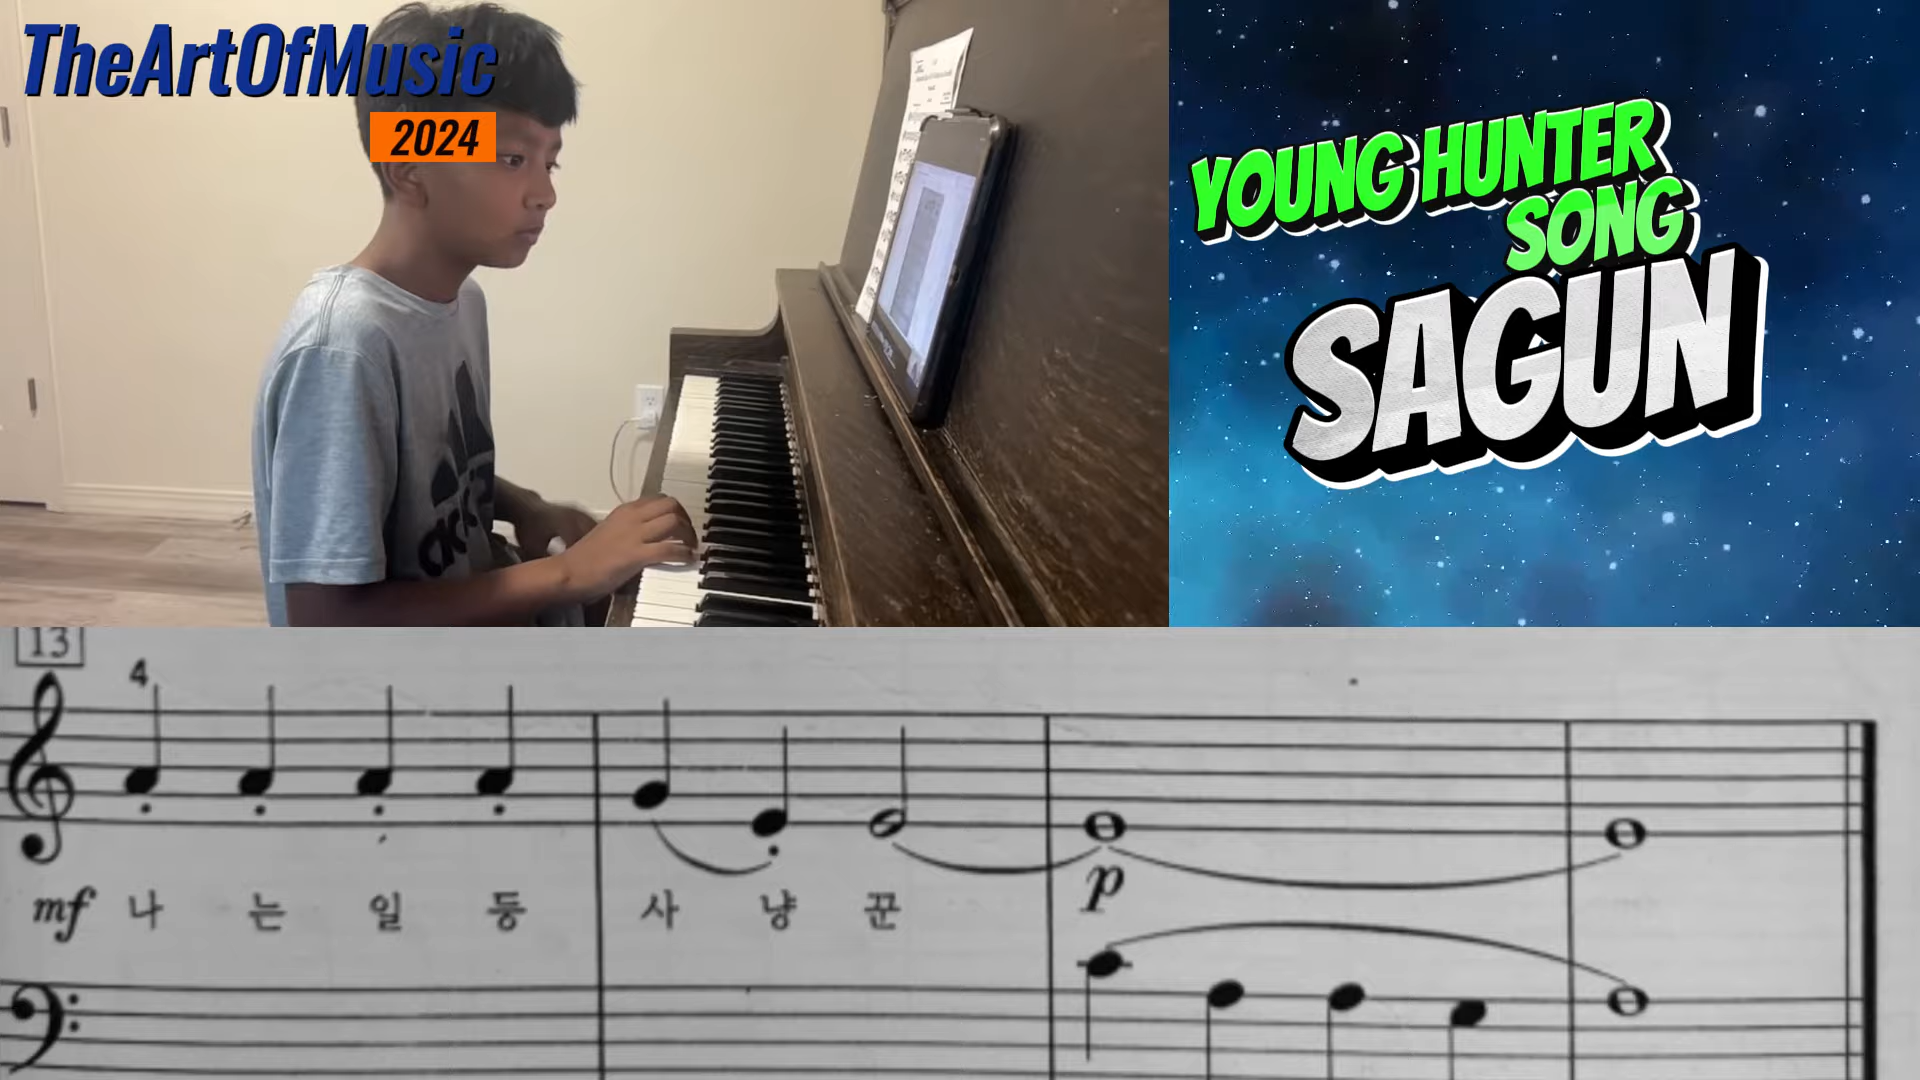 TheArtOfMusic
2024
YOUNG HUNTER
SONG
SAGUN
13
4
mf 나 는 일 등 사 냥 꾼
p